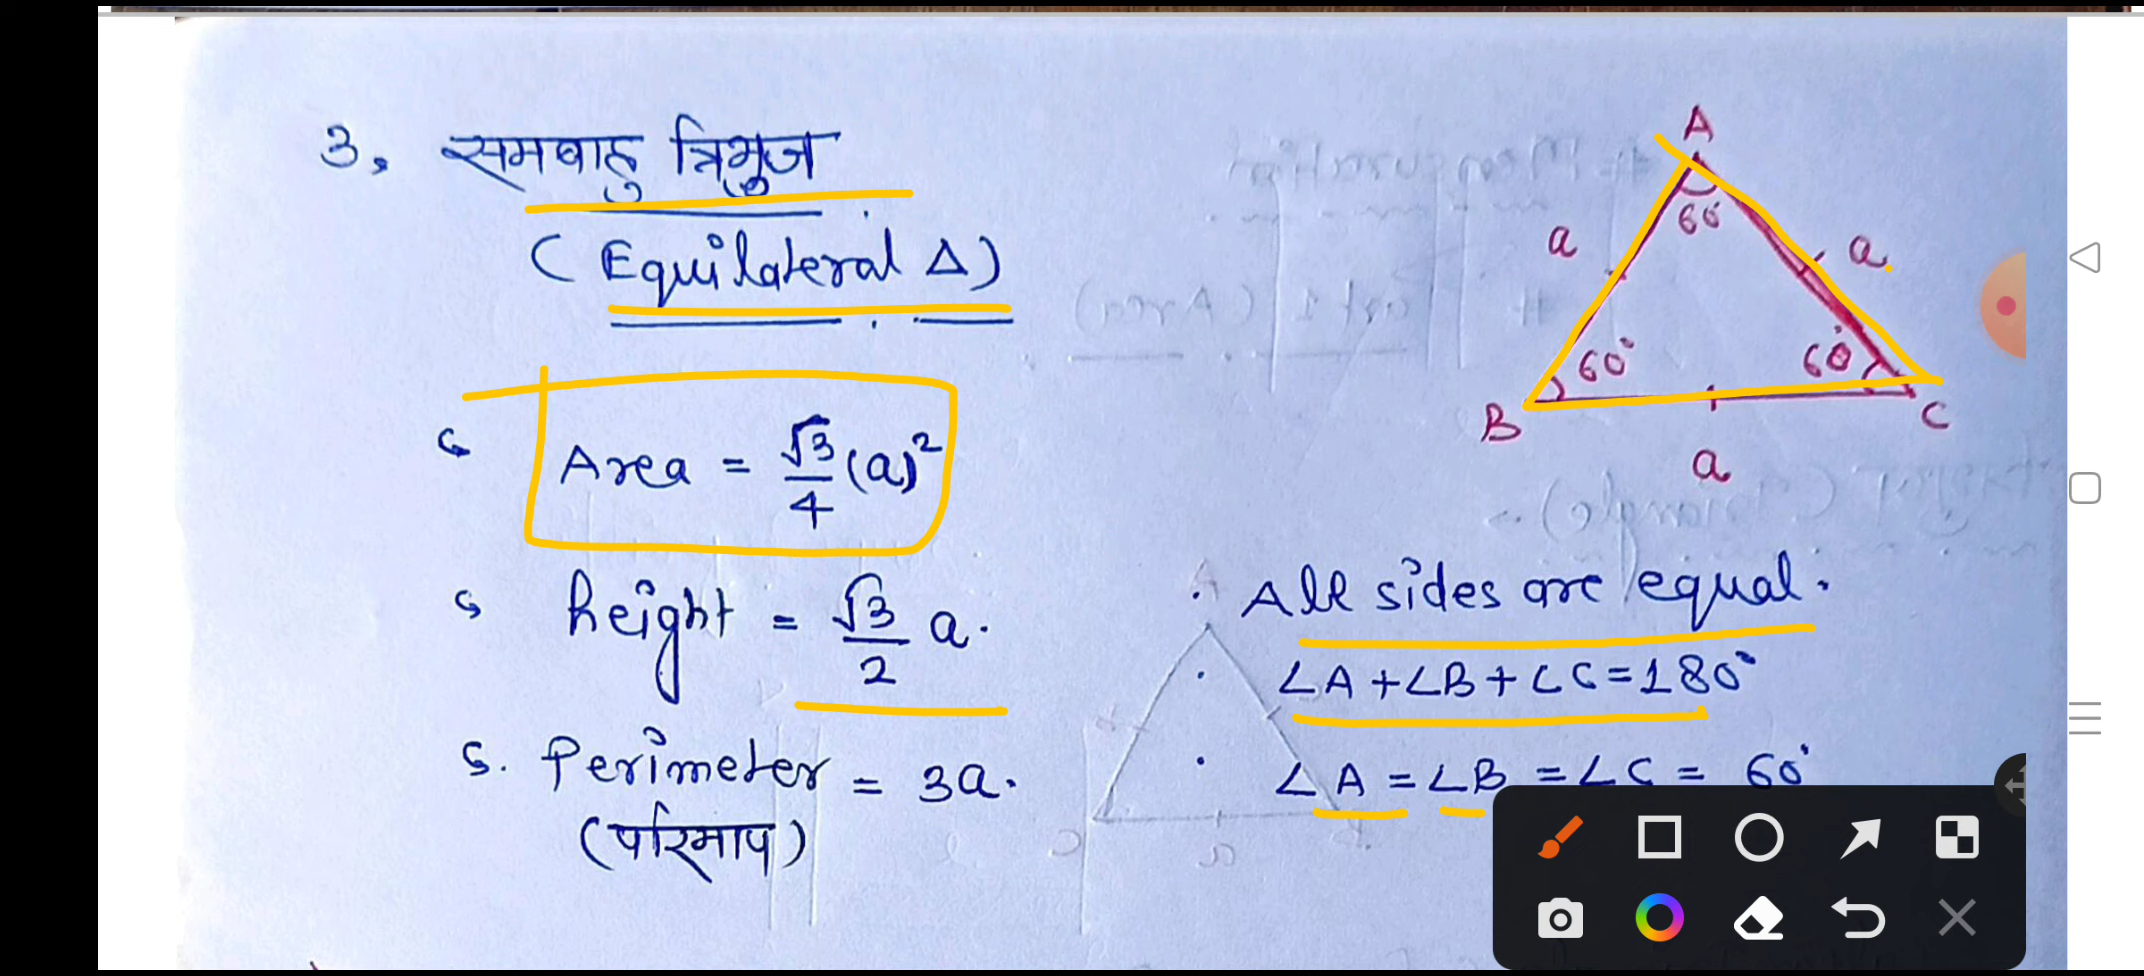 3, समबाहु त्रिभुज
(Equilateral Δ)
Area = √3/4 (a)²
height = √3/2 a.
Perimeter = 3a.
(परिमाप)
A
60°
a
a
60°
60°
B
C
a
All sides are equal.
∠A+∠B+∠C=180°
∠A=∠B=∠C= 60°